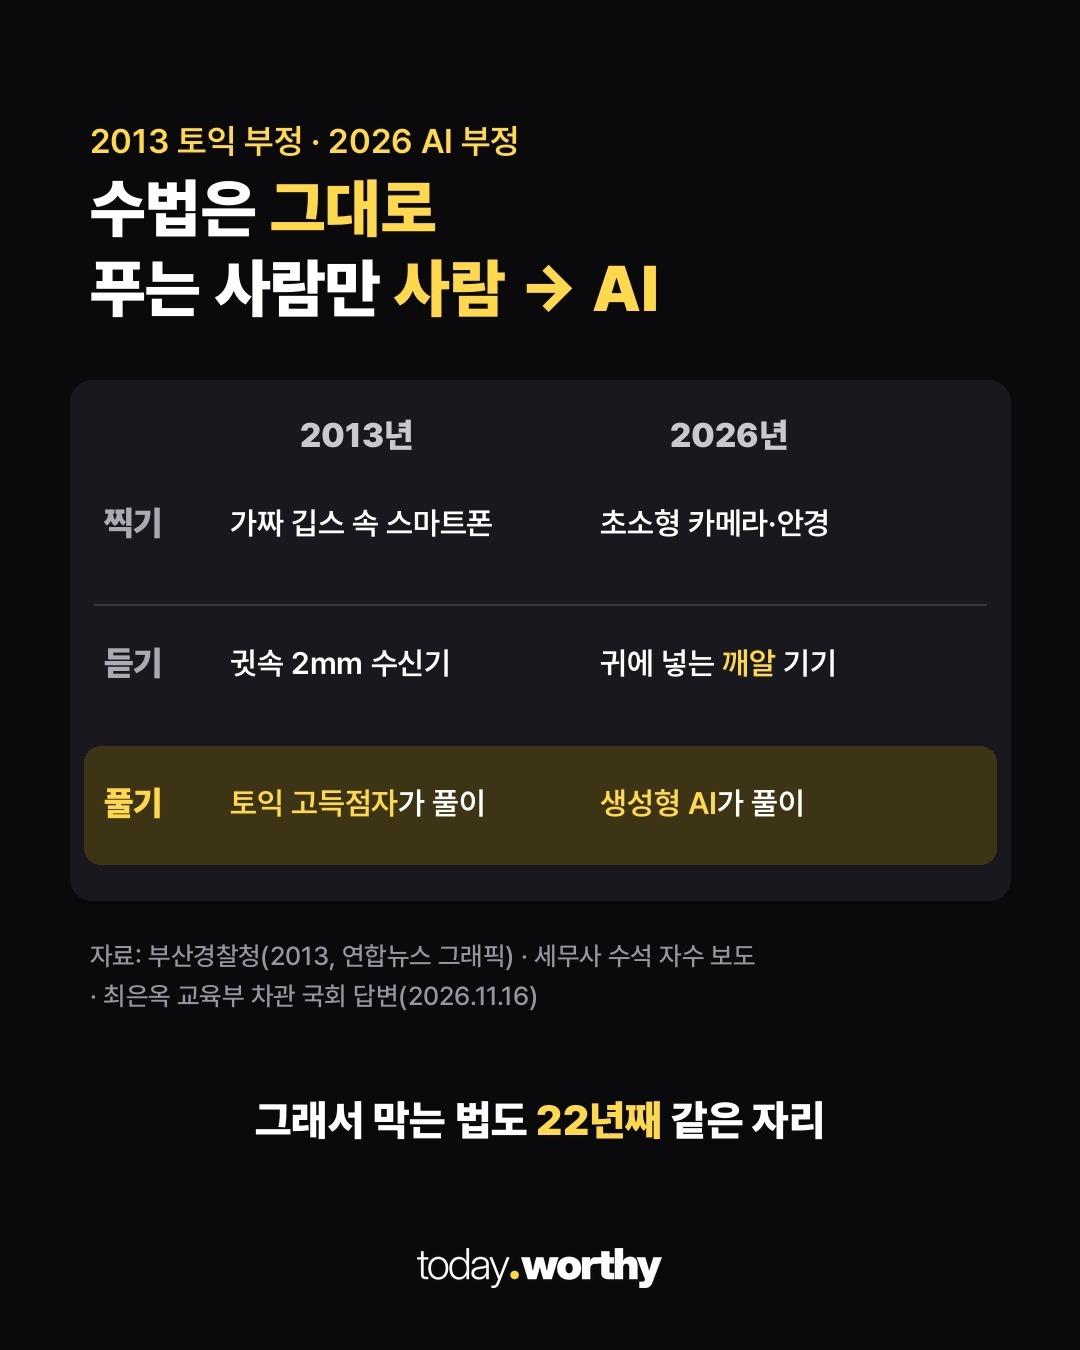 2013 토익 부정 · 2026 AI 부정
수법은 그대로
푸는 사람만 사람 → AI
2013년 2026년
찍기 가짜 깁스 속 스마트폰 초소형 카메라·안경
듣기 귓속 2mm 수신기 귀에 넣는 깨알 기기
풀기 토익 고득점자가 풀이 생성형 AI가 풀이
자료: 부산경찰청(2013, 연합뉴스 그래픽) · 세무사 수석 자수 보도
· 최은옥 교육부 차관 국회 답변(2026.11.16)
그래서 막는 법도 22년째 같은 자리
today.worthy